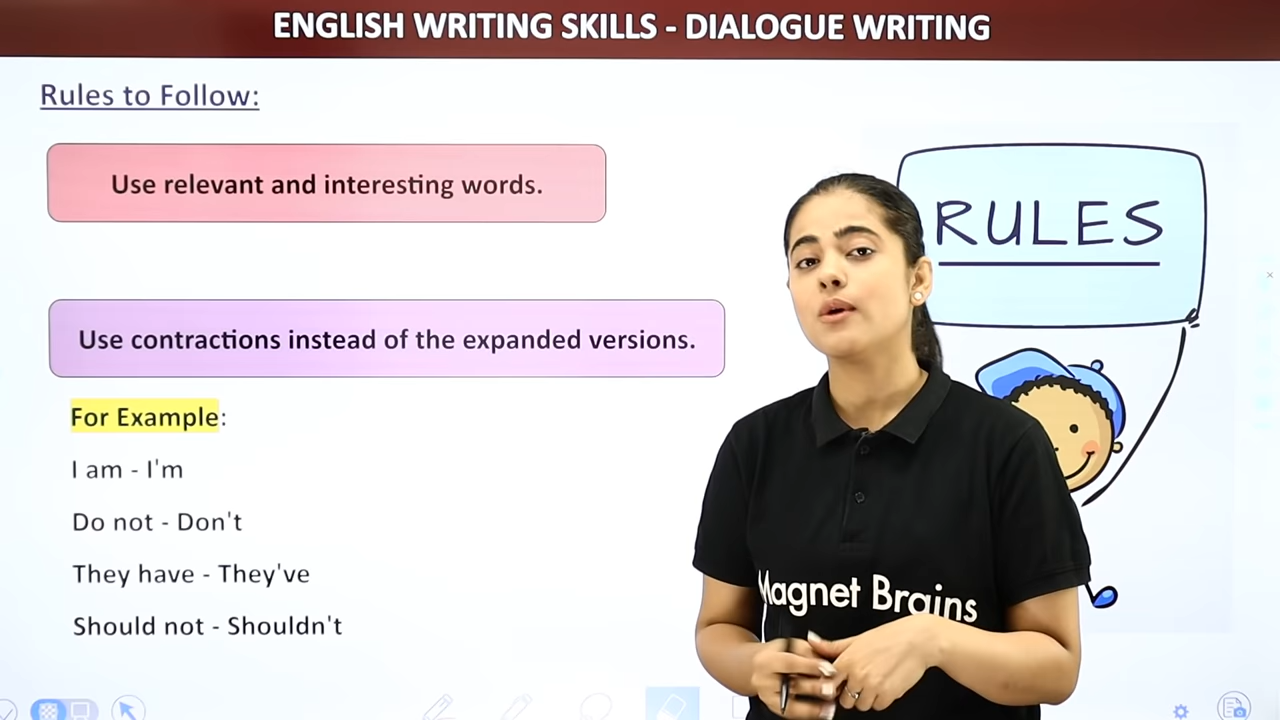 ENGLISH WRITING SKILLS - DIALOGUE WRITING
Rules to Follow:
Use relevant and interesting words.
RULES
Use contractions instead of the expanded versions.
For Example:
I am - I'm
Do not - Don't
They have - They've
Should not - Shouldn't
Magnet Brains